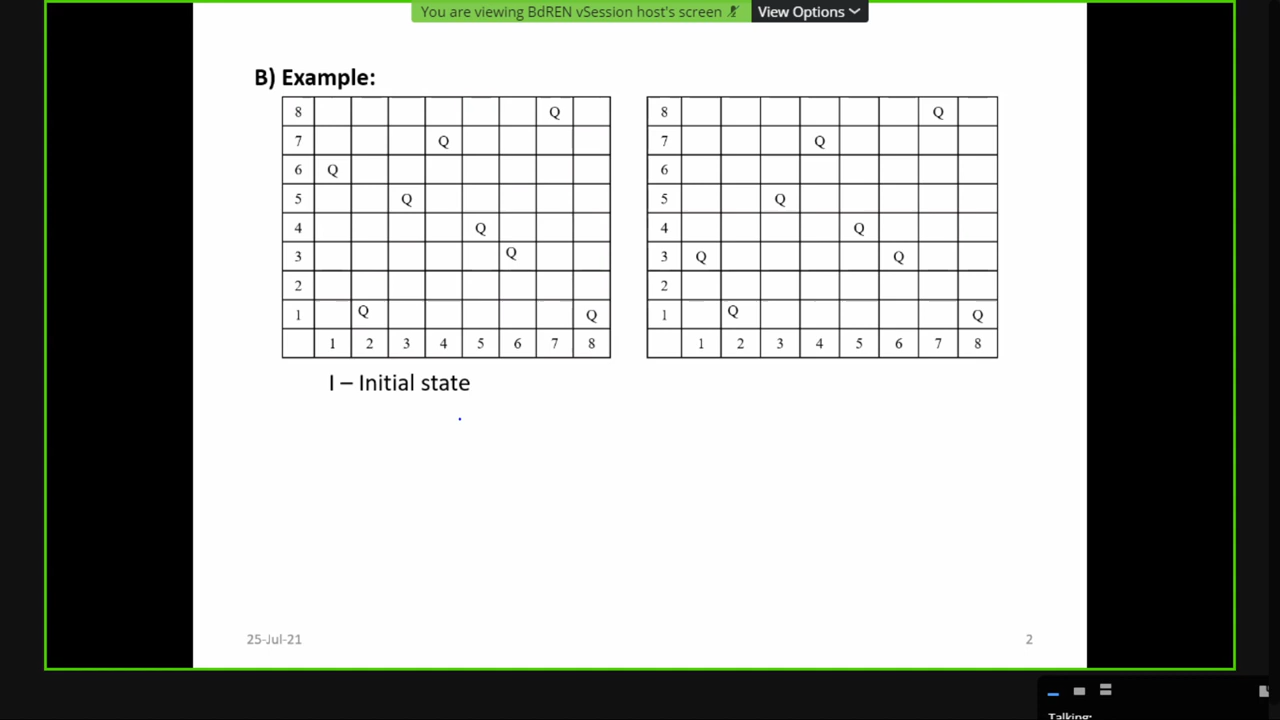 You are viewing BdREN vSession host's screen View Options
B) Example:
8 Q 8 Q
7 Q 7 Q
6 Q 6
5 Q 5 Q
4 Q 4 Q
3 Q 3 Q Q
2 2
1 Q Q 1 Q Q
1 2 3 4 5 6 7 8 1 2 3 4 5 6 7 8
I – Initial state
25-Jul-21 2
Talking: